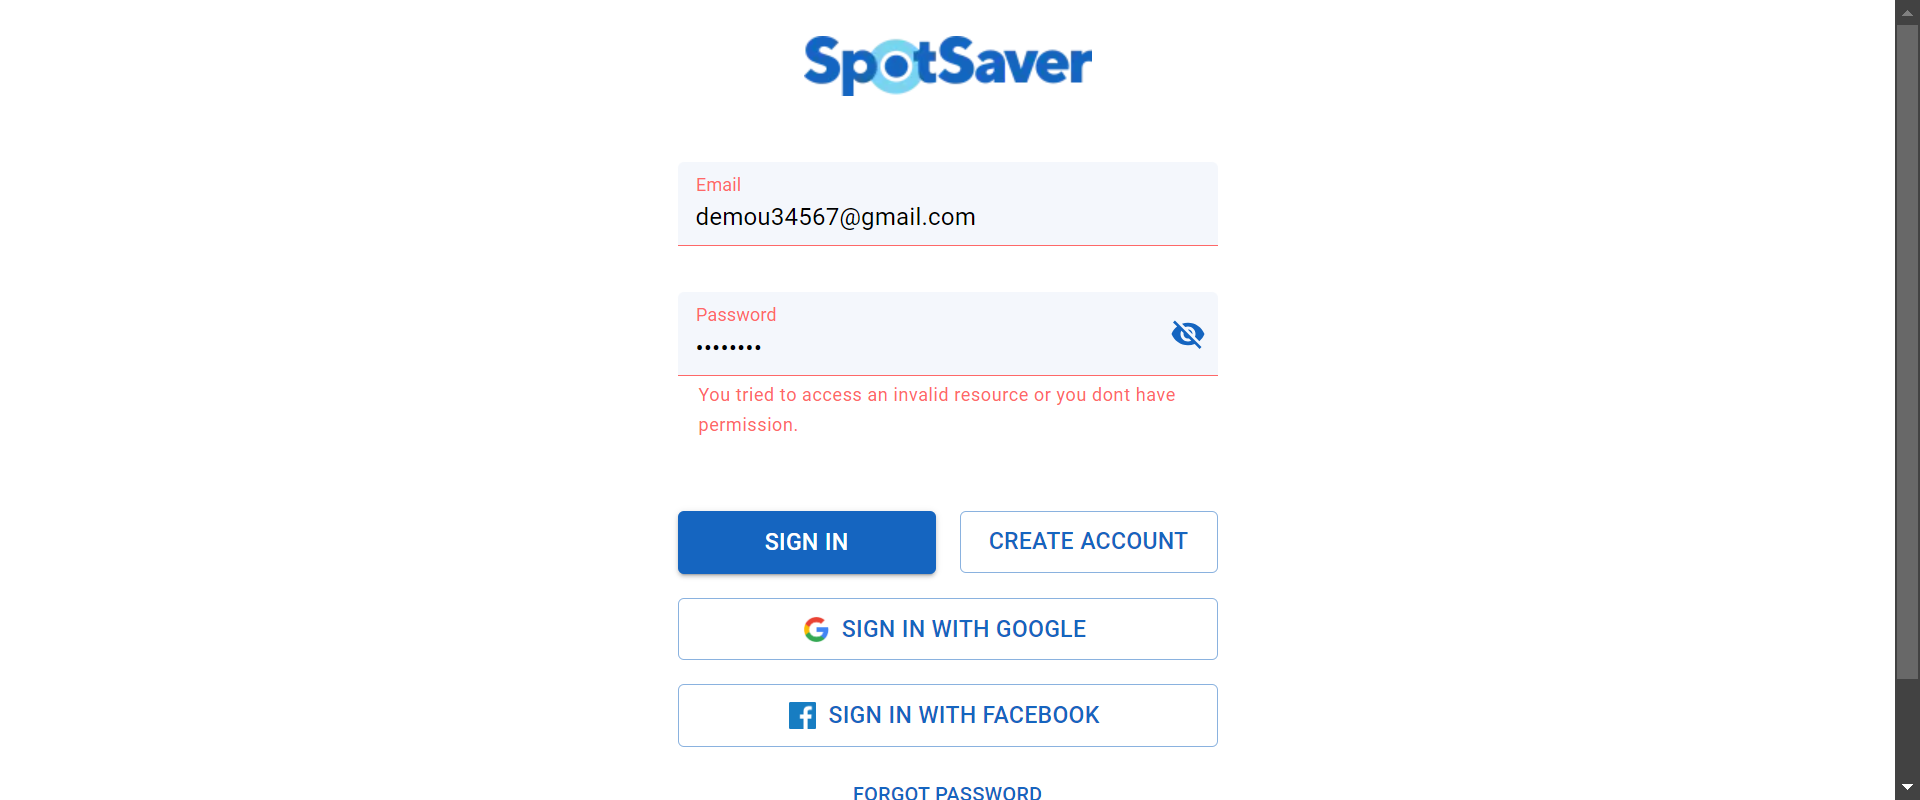 SpotSaver
Email
demou34567@gmail.com
Password
••••••••
You tried to access an invalid resource or you dont have
permission.
SIGN IN
CREATE ACCOUNT
SIGN IN WITH GOOGLE
SIGN IN WITH FACEBOOK
FORGOT PASSWORD